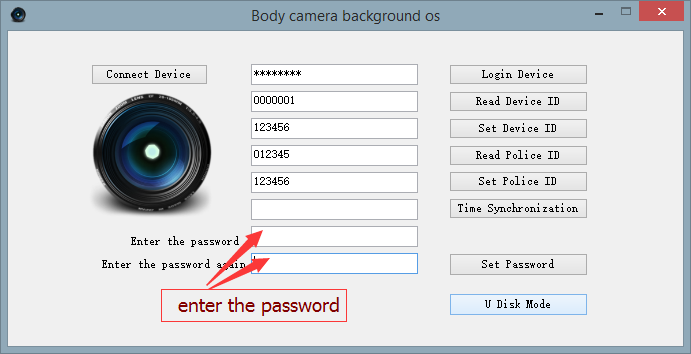 Body camera background os
Connect Device
********
Login Device
0000001
Read Device ID
123456
Set Device ID
012345
Read Police ID
123456
Set Police ID
Time Synchronization
Enter the password
Enter the password again
Set Password
enter the password
U Disk Mode